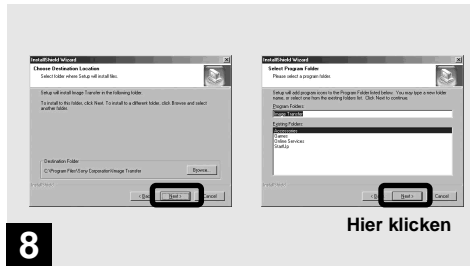 InstallShield Wizard
Choose Destination Location
Select folder where Setup will install files.
Setup will install Image Transfer in the following folder.
To install to this folder, click Next. To install to a different folder, click Browse and select
another folder.
Destination Folder
C:\Program Files\Sony Corporation\Image Transfer
Browse...
InstallShield
Next >
Cancel
InstallShield Wizard
Select Program Folder
Please select a program folder.
Setup will add program icons to the Program Folder listed below. You may type a new folder
name, or select one from the existing folders list. Click Next to continue.
Program Folders:
Image Transfer
Existing Folders:
Accessories
Games
Online Services
StartUp
InstallShield
Next >
Cancel
Hier klicken
8